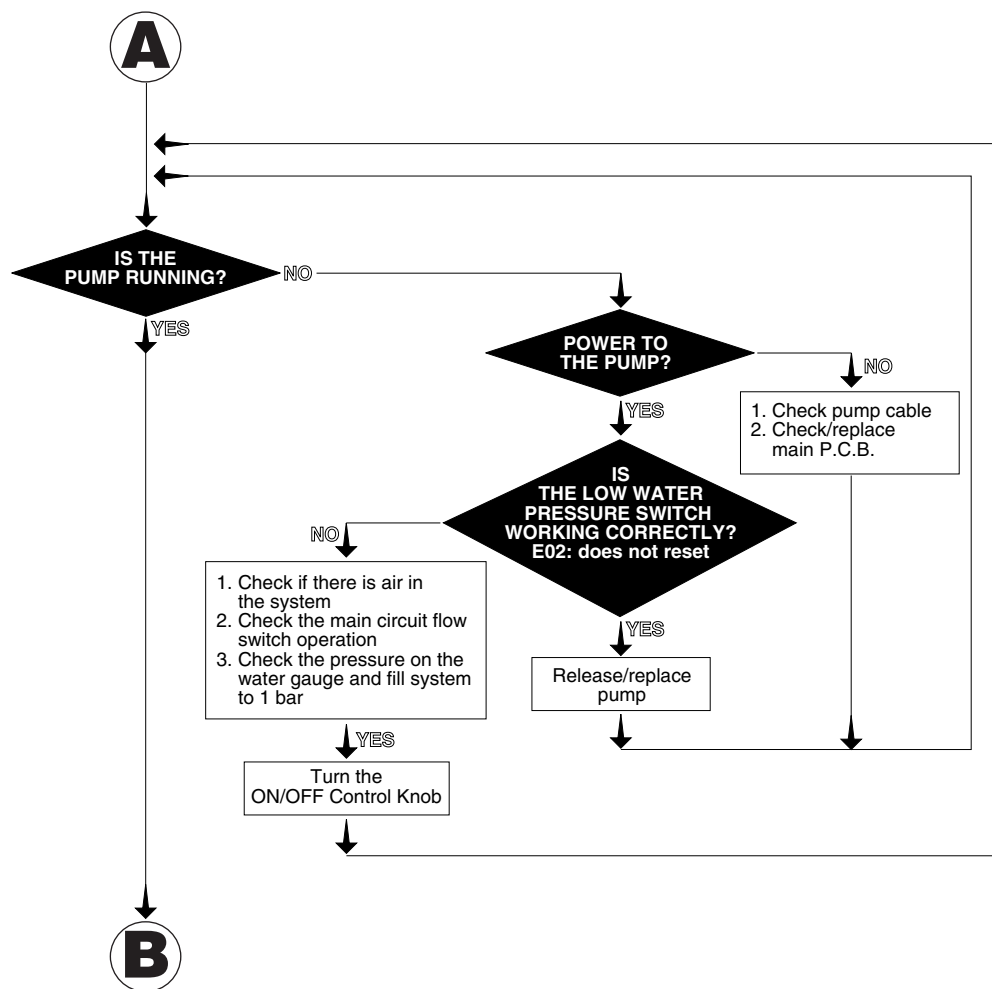 A
IS THE
PUMP RUNNING?
NO
YES
POWER TO
THE PUMP?
NO
YES
1. Check pump cable
2. Check/replace
main P.C.B.
IS
THE LOW WATER
PRESSURE SWITCH
WORKING CORRECTLY?
E02: does not reset
NO
1. Check if there is air in
the system
2. Check the main circuit flow
switch operation
3. Check the pressure on the
water gauge and fill system
to 1 bar
YES
Release/replace
pump
YES
Turn the
ON/OFF Control Knob
B